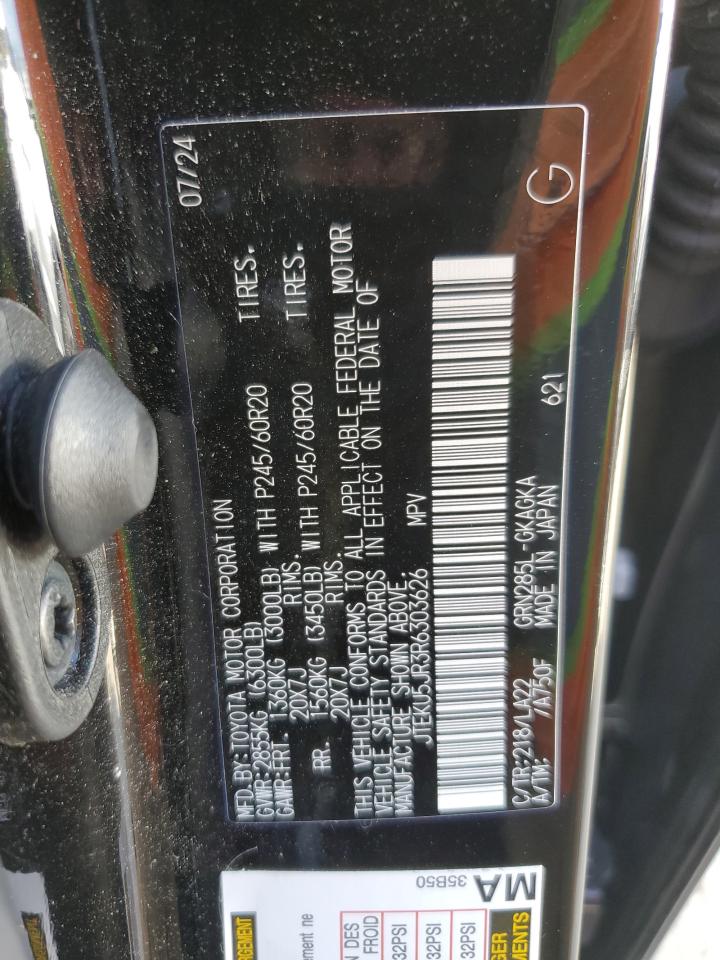 MFD. BY: TOYOTA MOTOR CORPORATION 07/24
GVWR: 2855KG (6300LB)
GAWR: FRT. 1360KG (3000LB) WITH P245/60R20 TIRES.
20X7J RIMS.
RR. 1560KG (3450LB) WITH P245/60R20 TIRES.
20X7J RIMS.
THIS VEHICLE CONFORMS TO ALL APPLICABLE FEDERAL MOTOR
VEHICLE SAFETY STANDARDS IN EFFECT ON THE DATE OF
MANUFACTURE SHOWN ABOVE.
JTEKU5JR3R6303626 MPV
C/TR: 218/LA22 GRN285L-GKAGKA
A/TM: /A750F MADE IN JAPAN 621 G
MA
35B50
32PSI
32PSI
32PSI
FROID